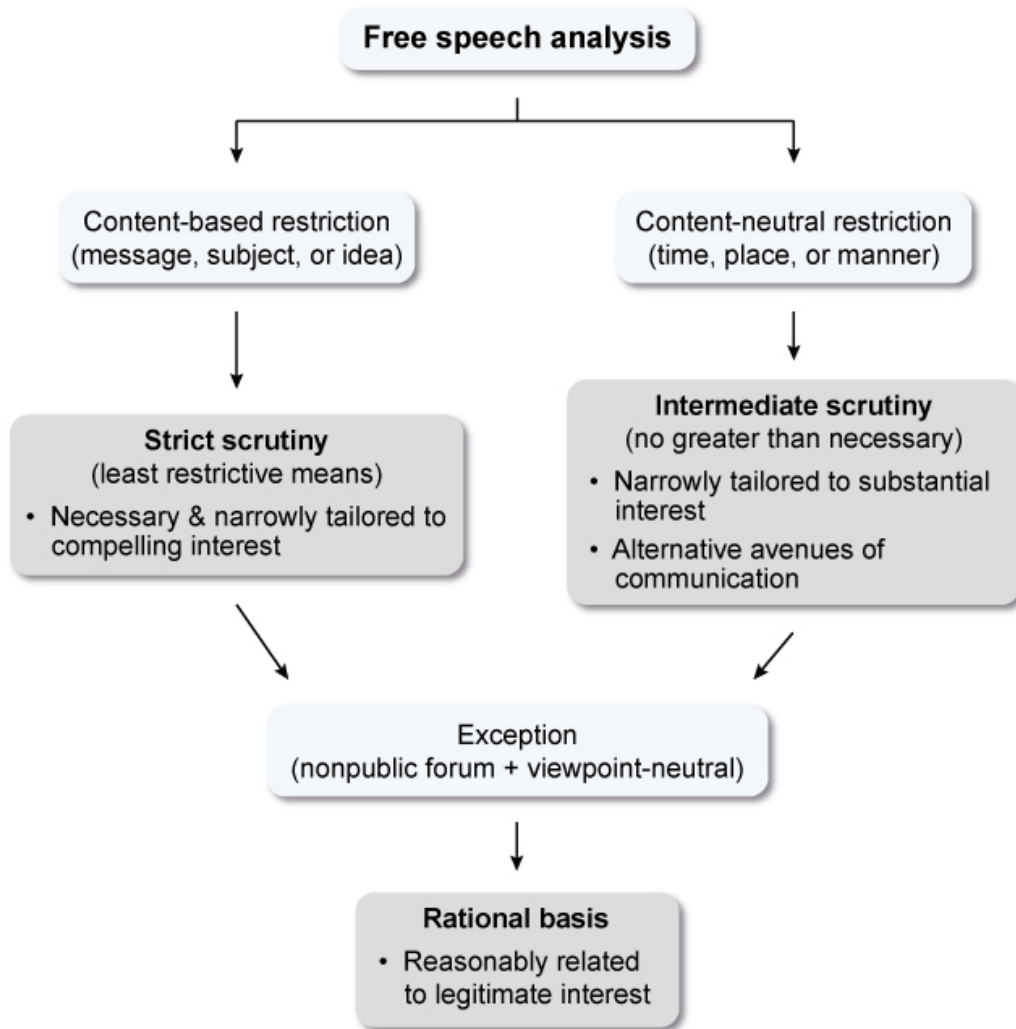 Free speech analysis
Content-based restriction
(message, subject, or idea)
Content-neutral restriction
(time, place, or manner)
Strict scrutiny
(least restrictive means)
• Necessary & narrowly tailored to
compelling interest
Intermediate scrutiny
(no greater than necessary)
• Narrowly tailored to substantial
interest
• Alternative avenues of
communication
Exception
(nonpublic forum + viewpoint-neutral)
Rational basis
• Reasonably related
to legitimate interest